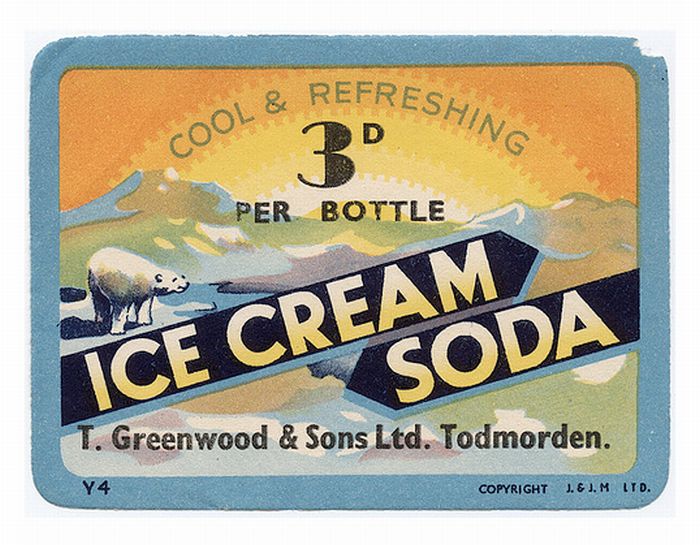 COOL & REFRESHING
3D
PER BOTTLE
ICE CREAM
SODA
T. Greenwood & Sons Ltd. Todmorden.
Y4
COPYRIGHT J. & J. M LTD.